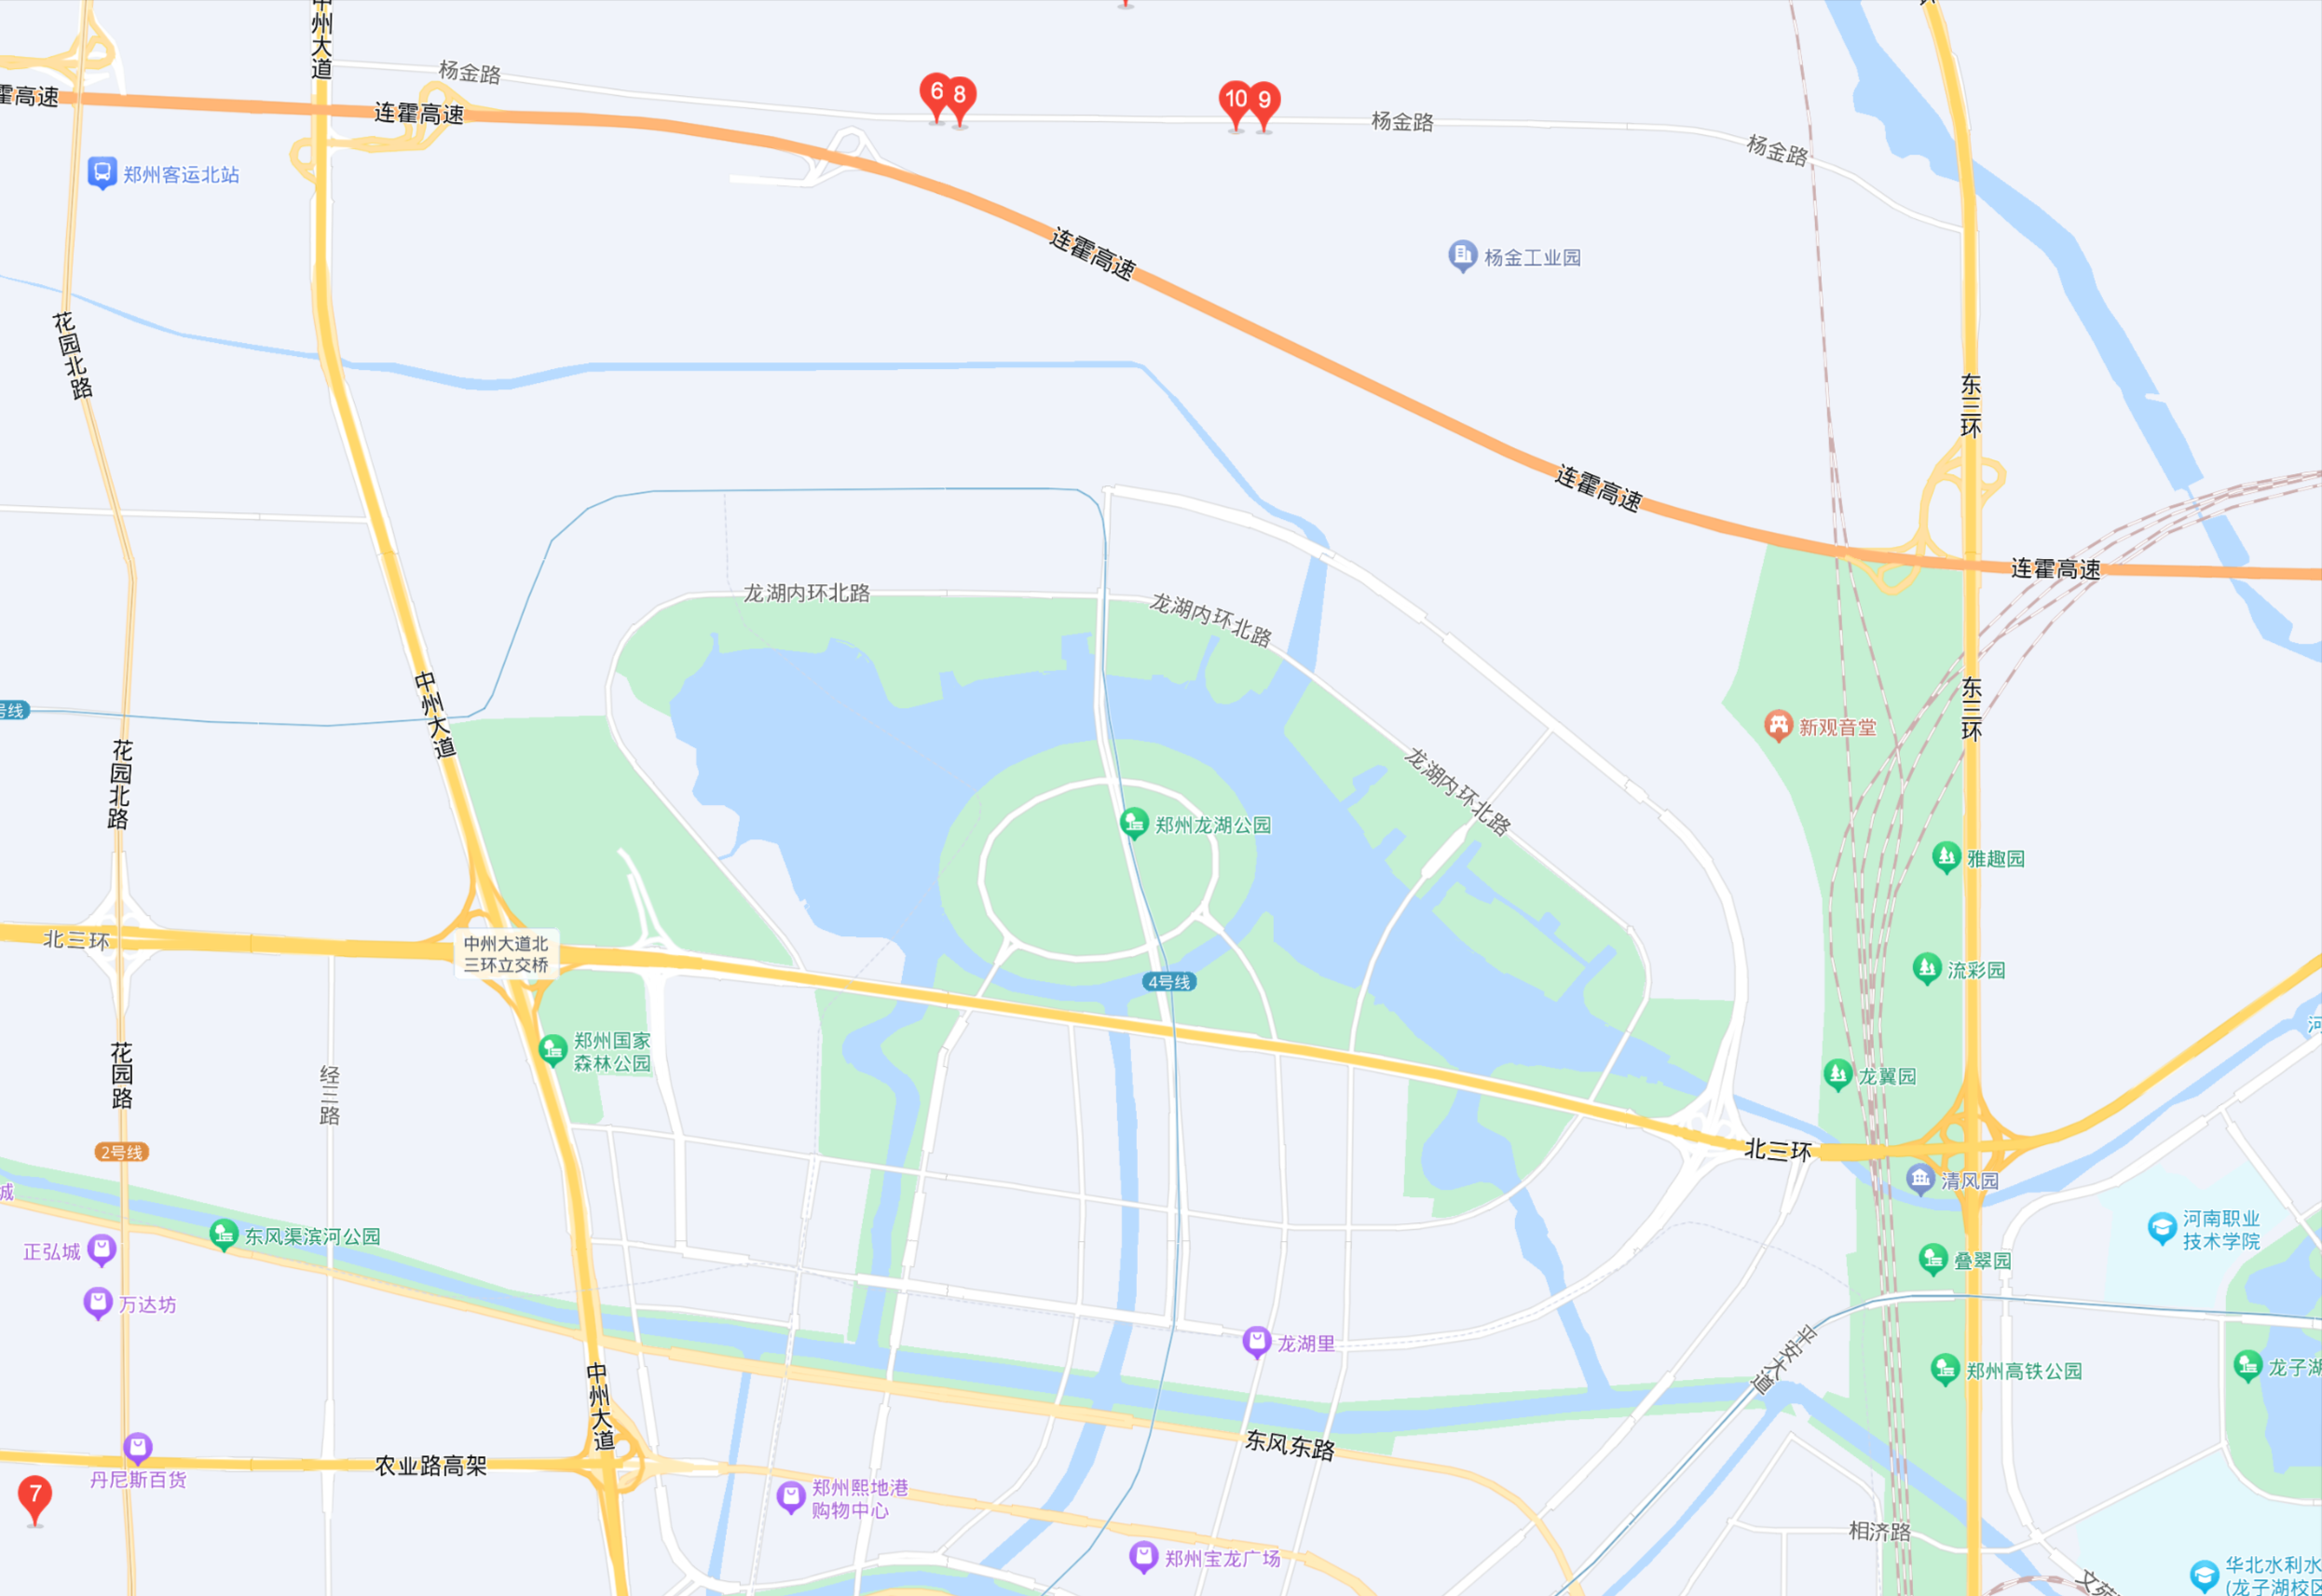 中州大道
杨金路
连霍高速
霍高速
6
8
10
9
杨金路
杨金路
郑州客运北站
连霍高速
杨金工业园
花园北路
东三环
连霍高速
连霍高速
龙湖内环北路
龙湖内环北路
中州大道
号线
东三环
新观音堂
花园北路
龙湖内环北路
郑州龙湖公园
雅趣园
北三环
中州大道北
三环立交桥
流彩园
4号线
郑州国家
森林公园
花园路
经三路
龙翼园
2号线
北三环
清风园
城
河南职业
技术学院
东风渠滨河公园
正弘城
叠翠园
万达坊
龙湖里
平安大道
郑州高铁公园
龙子湖
中州大道
东风东路
农业路高架
丹尼斯百货
7
郑州熙地港
购物中心
相济路
郑州宝龙广场
华北水利水
(龙子湖校区
文苑
河